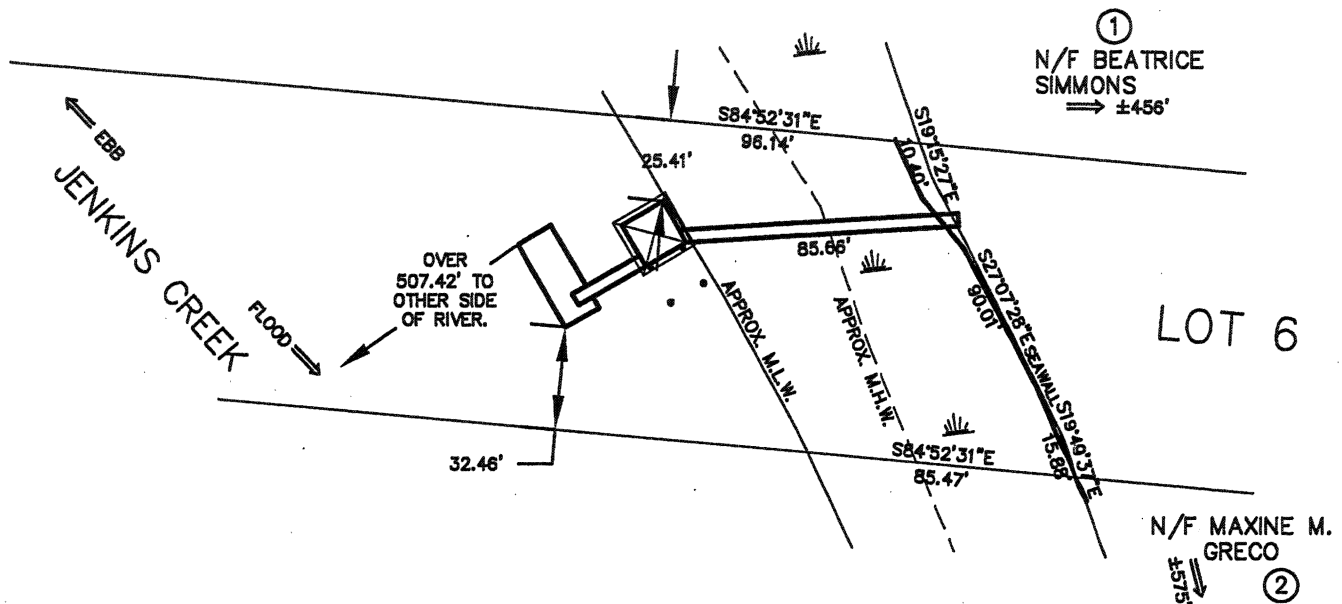 ①
N/F BEATRICE
SIMMONS
±456'
S84°52'31"E
96.14'
S19°15'27"E
10.40'
EBB
25.41'
JENKINS CREEK
85.66'
OVER
507.42' TO
OTHER SIDE
OF RIVER.
S27°07'28"E SEAWALL
90.01'
LOT 6
FLOOD
APPROX. M.L.W.
APPROX. M.H.W.
S19°49'37"E
15.88'
S84°52'31"E
85.47'
32.46'
N/F MAXINE M.
GRECO
±575'
②